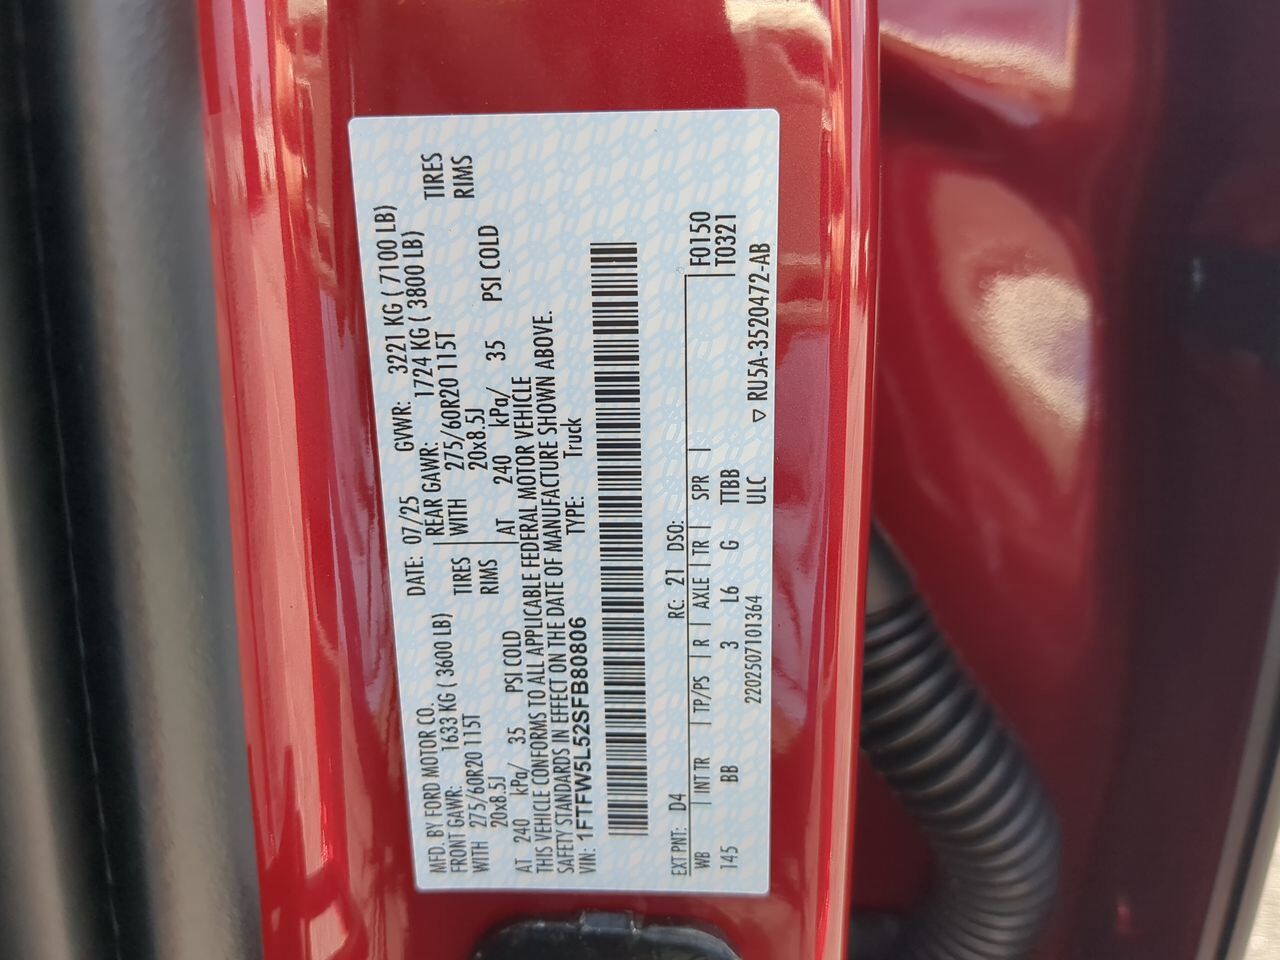 MFD. BY FORD MOTOR CO. DATE: 07/25 GVWR: 3221 KG ( 7100 LB)
FRONT GAWR: 1633 KG ( 3600 LB) REAR GAWR: 1724 KG ( 3800 LB)
WITH 275/60R20 115T TIRES WITH 275/60R20 115T TIRES
20x8.5J RIMS 20x8.5J RIMS
AT 240 kPa/ 35 PSI COLD AT 240 kPa/ 35 PSI COLD
THIS VEHICLE CONFORMS TO ALL APPLICABLE FEDERAL MOTOR VEHICLE
SAFETY STANDARDS IN EFFECT ON THE DATE OF MANUFACTURE SHOWN ABOVE.
VIN: 1FTFW5L52SFB80806 TYPE: Truck
EXT PNT: D4 RC: 21 DSO: F0150
WB INT TR TP/PS R AXLE TR SPR T0321
145 BB 3 L6 G TTBB
2202507101364 ULC ▽ RU5A-3520472-AB